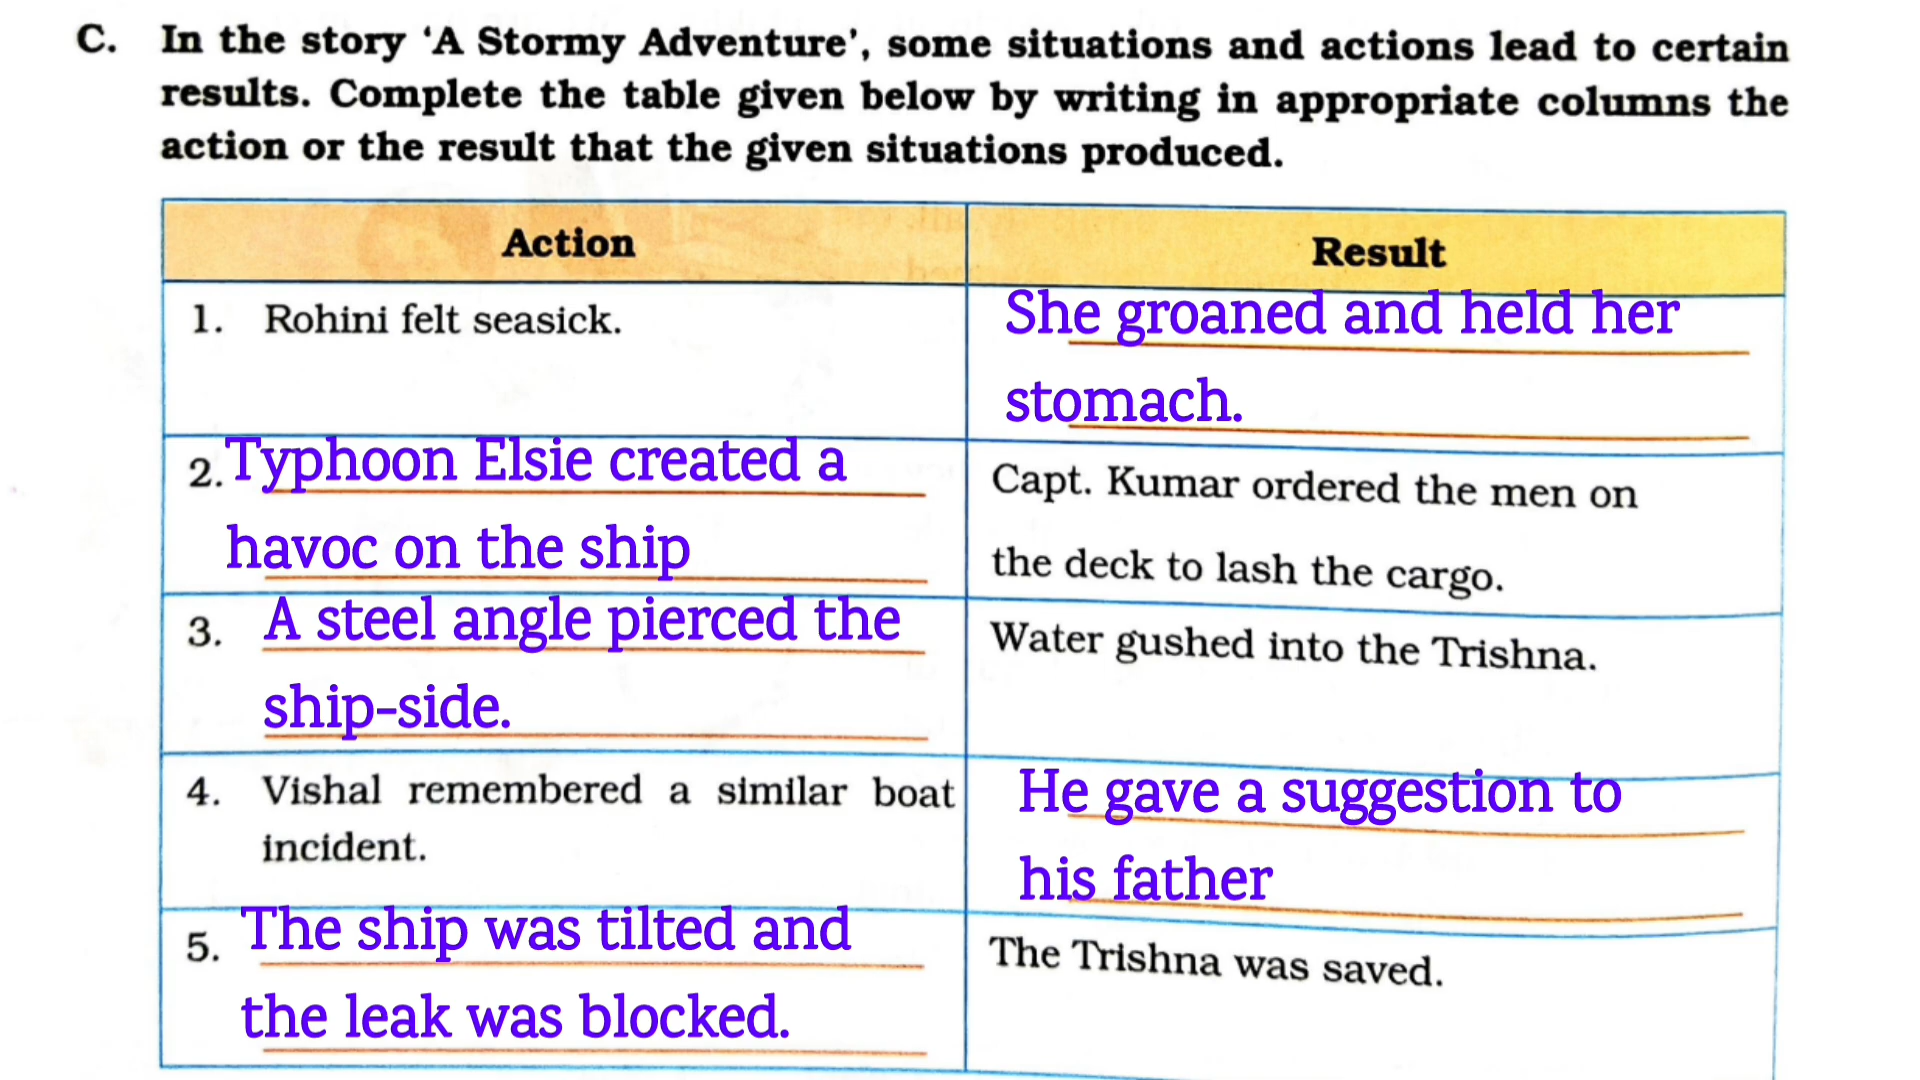 C. In the story ‘A Stormy Adventure’, some situations and actions lead to certain
results. Complete the table given below by writing in appropriate columns the
action or the result that the given situations produced.
Action
Result
1. Rohini felt seasick.
She groaned and held her
stomach.
2. Typhoon Elsie created a
havoc on the ship
Capt. Kumar ordered the men on
the deck to lash the cargo.
3. A steel angle pierced the
ship-side.
Water gushed into the Trishna.
4. Vishal remembered a similar boat
incident.
He gave a suggestion to
his father
5. The ship was tilted and
the leak was blocked.
The Trishna was saved.